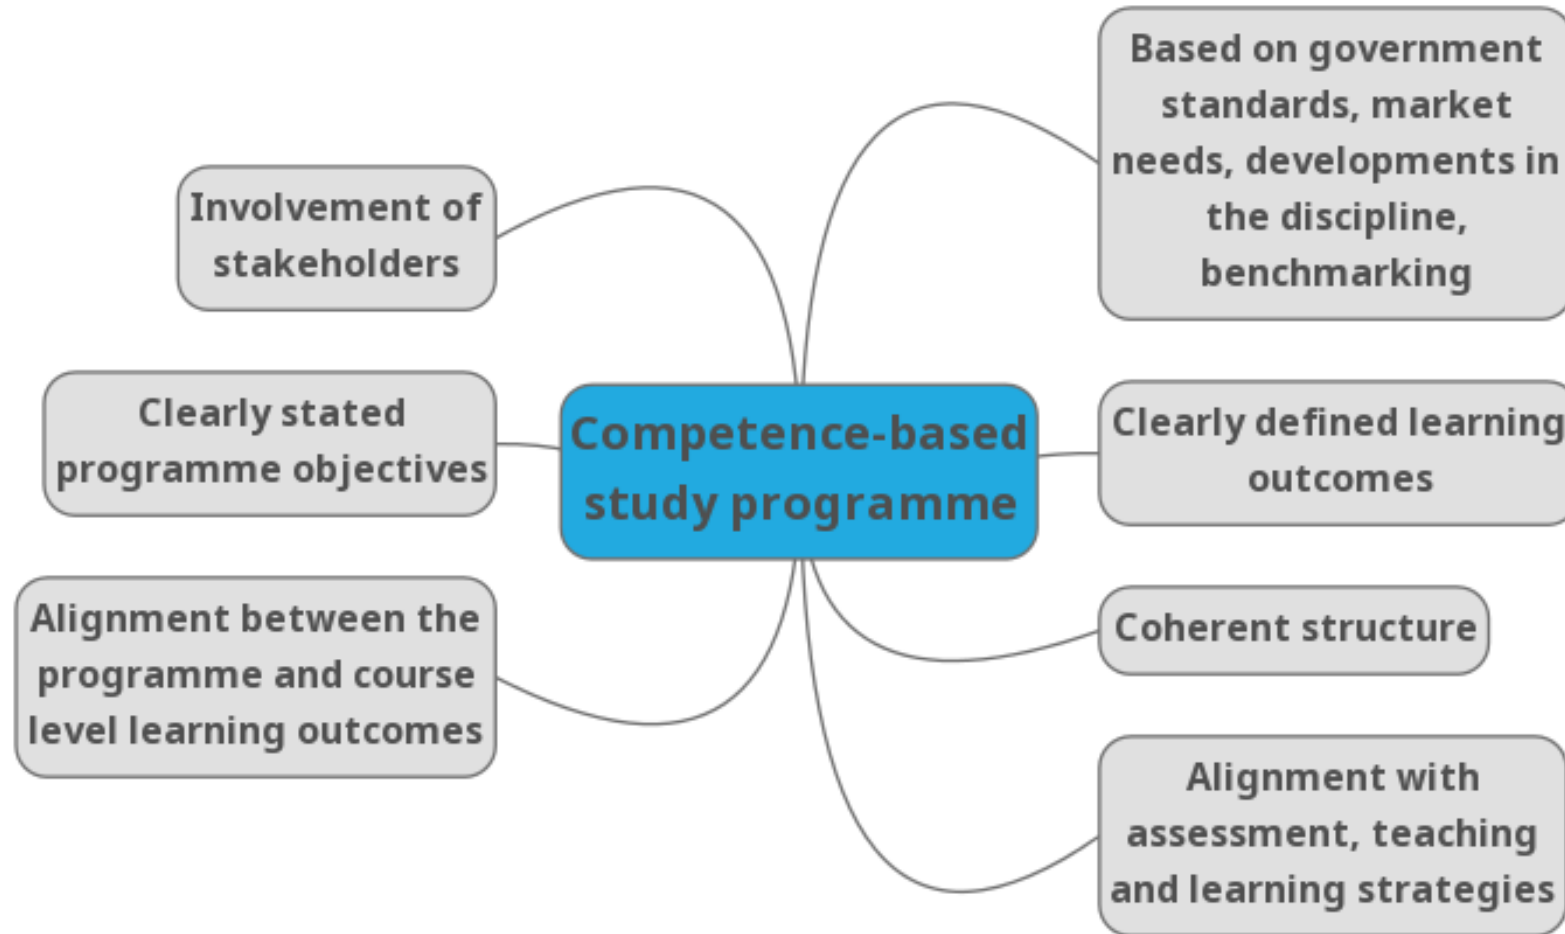 Based on government
standards, market
needs, developments in
the discipline,
benchmarking
Involvement of
stakeholders
Clearly stated
programme objectives
Competence-based
study programme
Clearly defined learning
outcomes
Alignment between the
programme and course
level learning outcomes
Coherent structure
Alignment with
assessment, teaching
and learning strategies